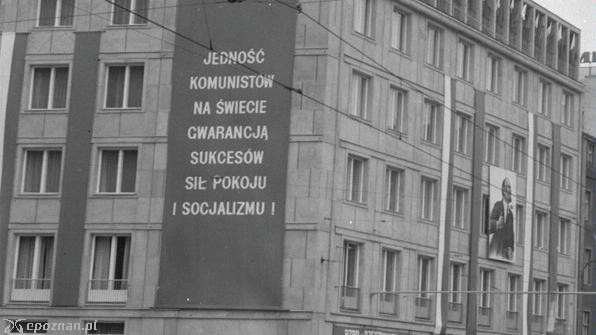 JEDNOŚĆ
KOMUNISTÓW
NA ŚWIECIE
GWARANCJĄ
SUKCESÓW
SIŁ POKOJU
I SOCJALIZMU !
epoznan.pl